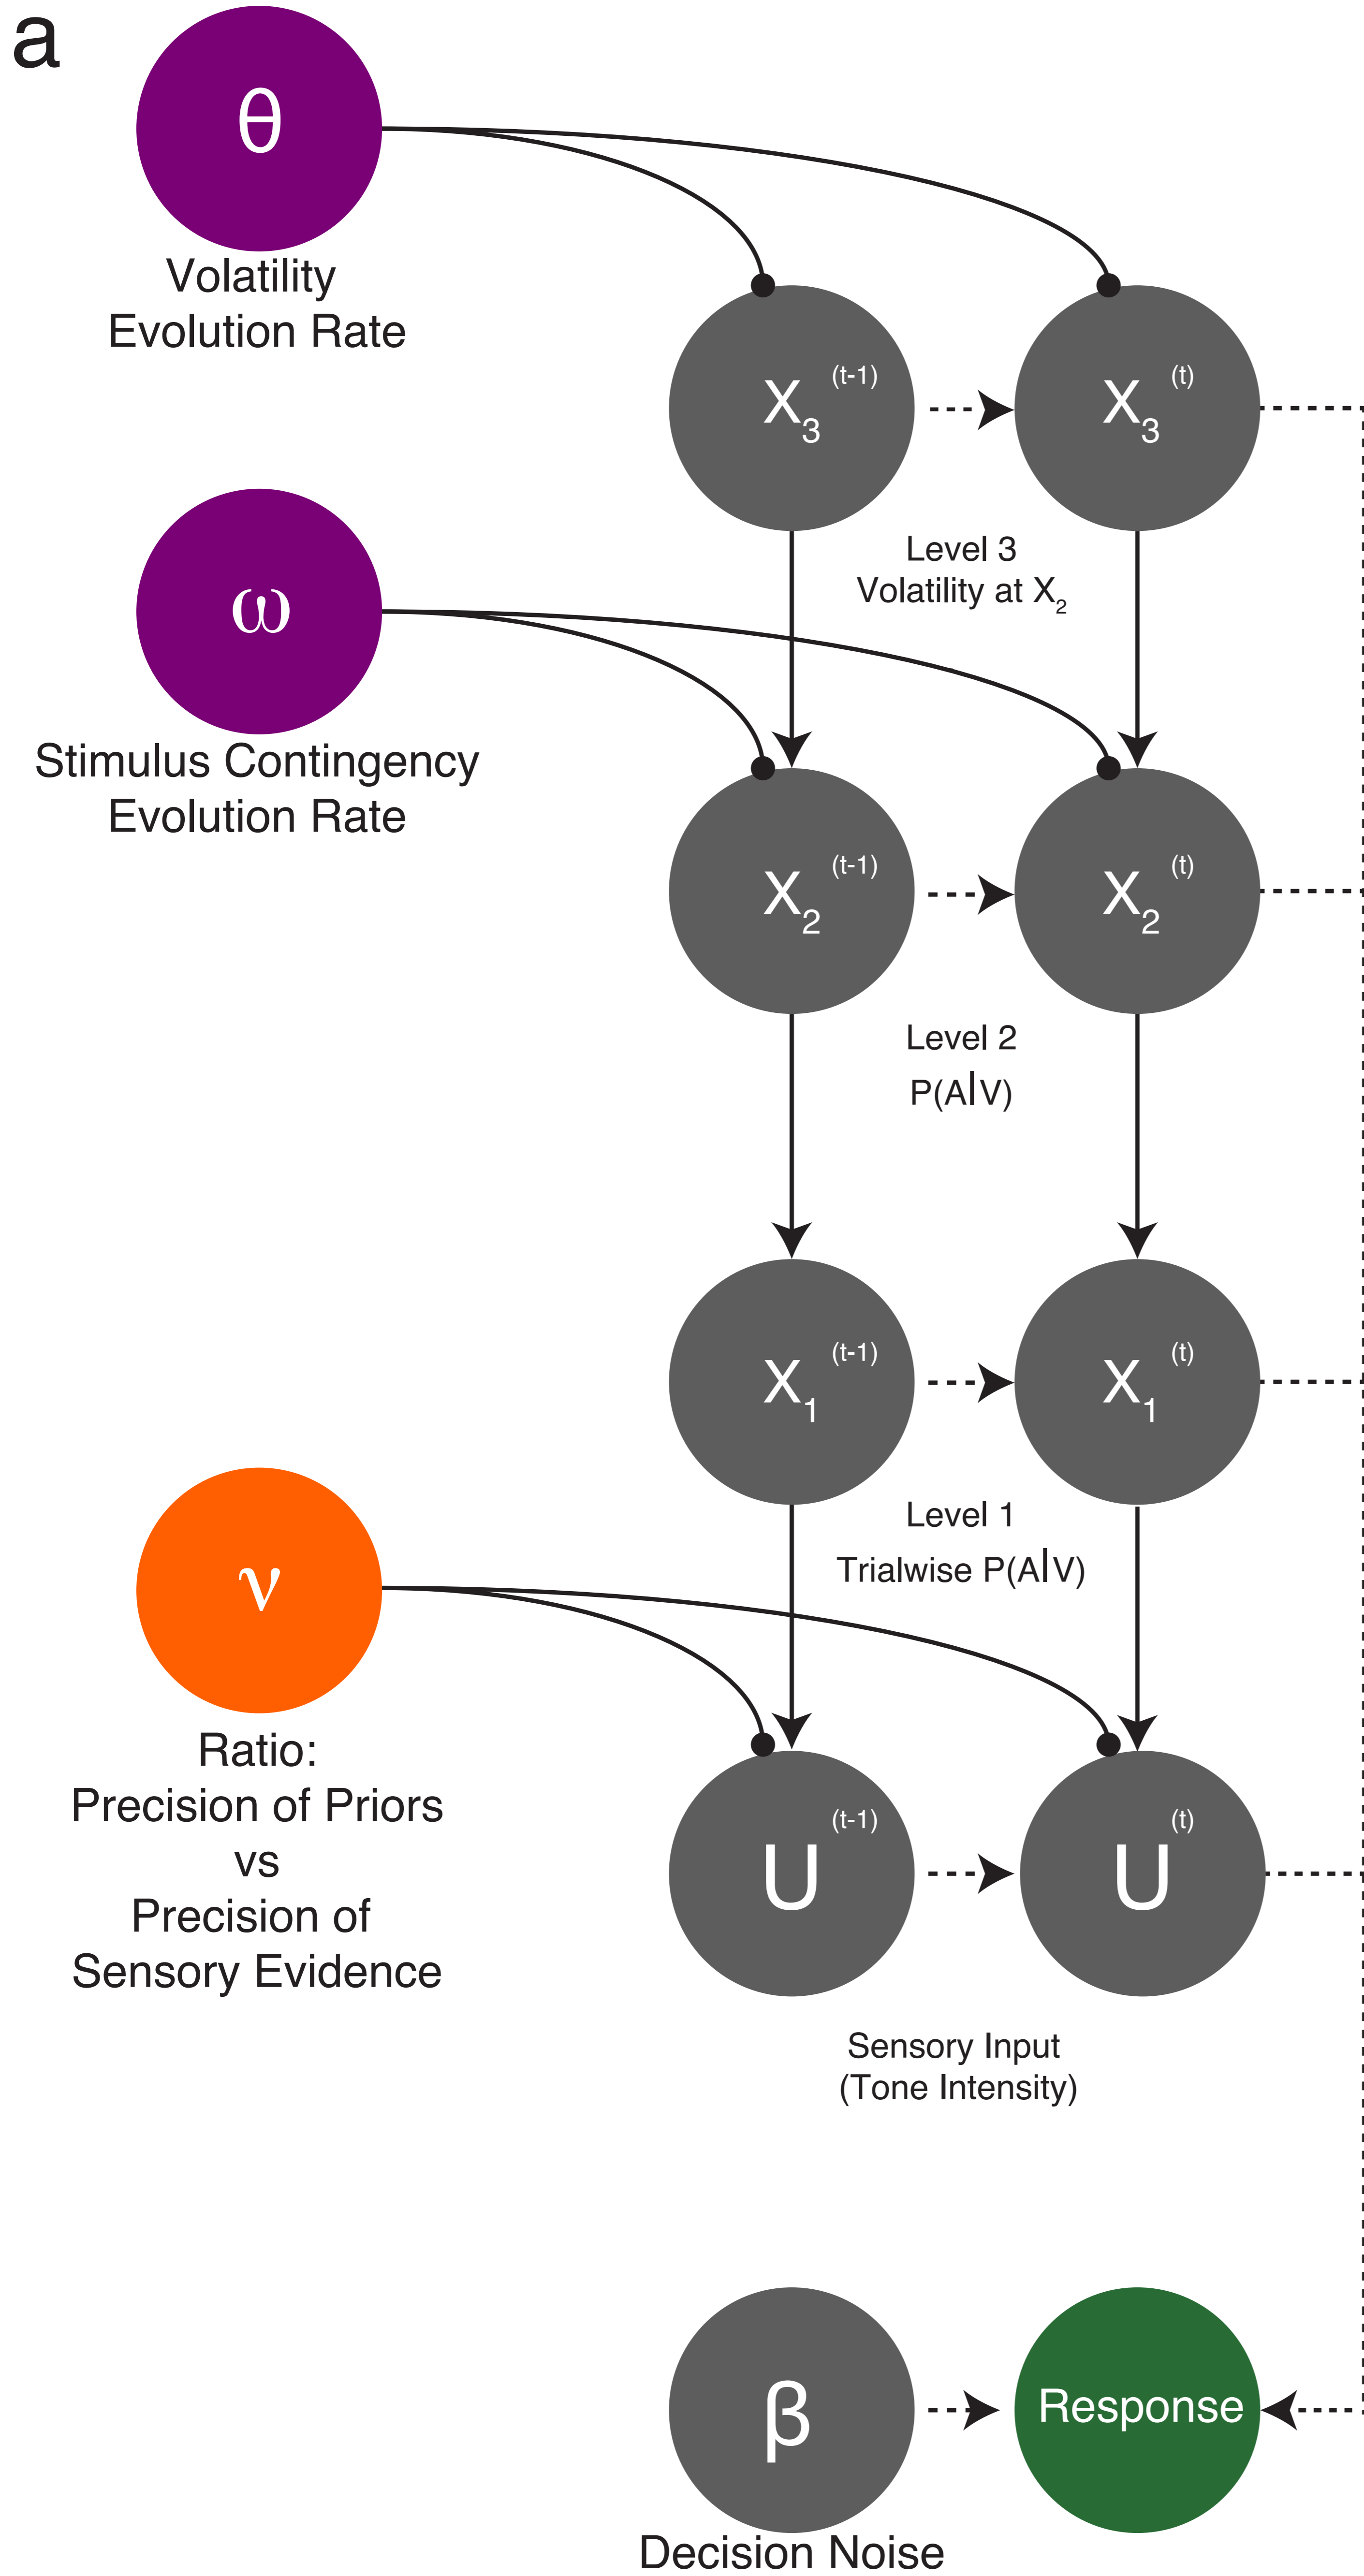 a
θ
Volatility
Evolution Rate
X₃ (t-1)
X₃ (t)
Level 3
Volatility at X₂
ω
Stimulus Contingency
Evolution Rate
X₂ (t-1)
X₂ (t)
Level 2
P(A|V)
X₁ (t-1)
X₁ (t)
Level 1
Trialwise P(A|V)
ν
Ratio:
Precision of Priors
vs
Precision of
Sensory Evidence
U (t-1)
U (t)
Sensory Input
(Tone Intensity)
β
Response
Decision Noise